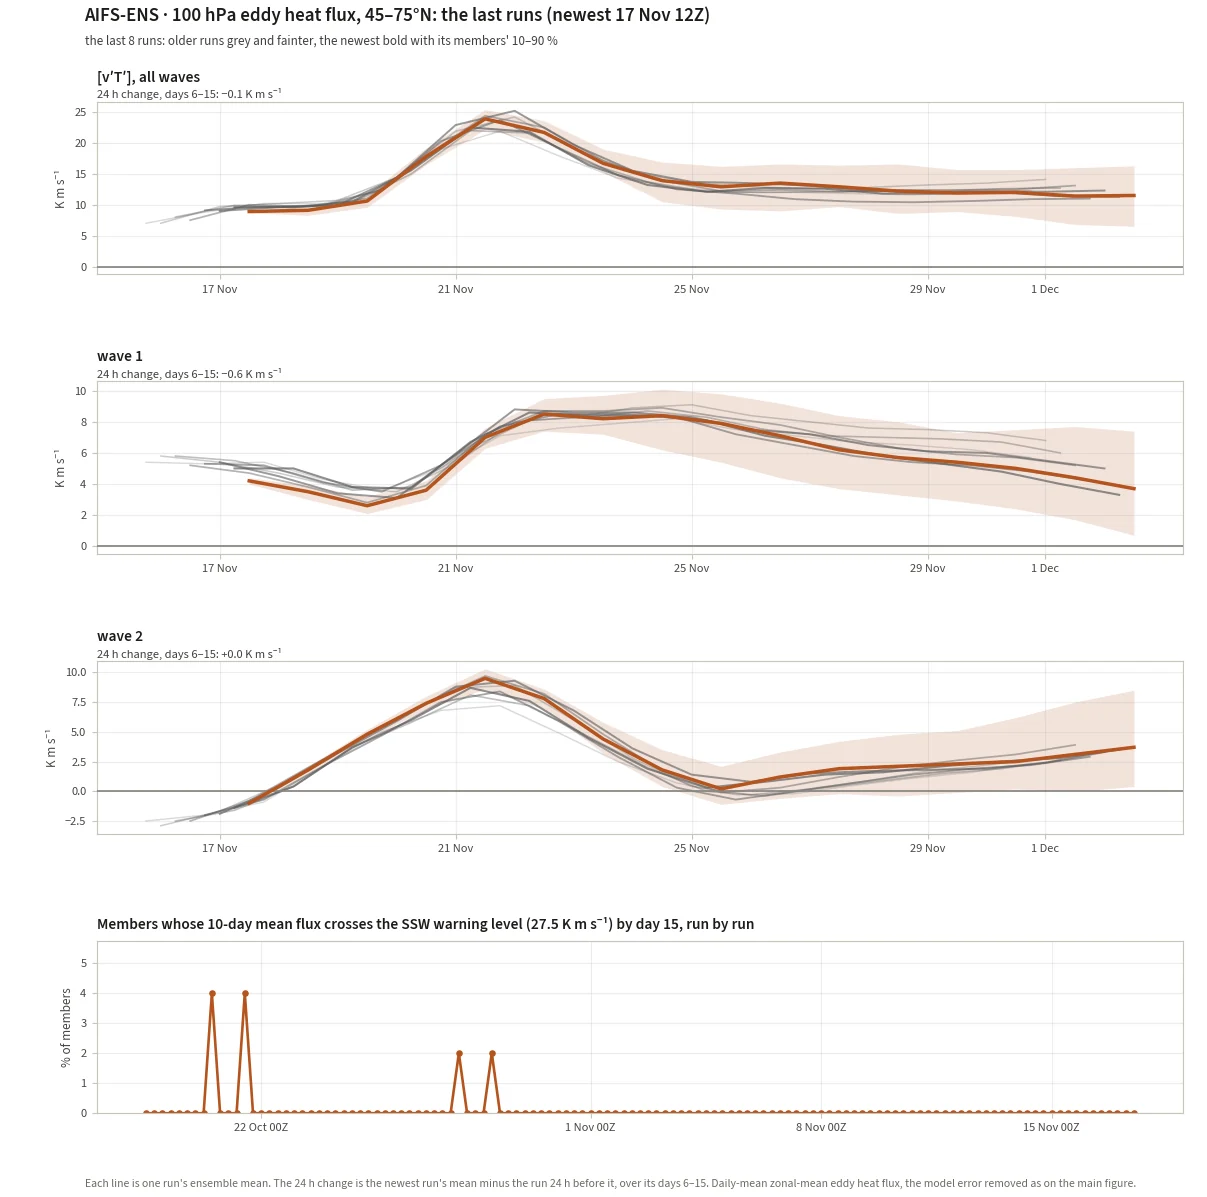 AIFS-ENS · 100 hPa eddy heat flux, 45–75°N: the last runs (newest 17 Nov 12Z)
the last 8 runs: older runs grey and fainter, the newest bold with its members' 10–90 %
[v′T′], all waves
24 h change, days 6–15: −0.1 K m s⁻¹
25
20
15
10
5
0
K m s⁻¹
17 Nov
21 Nov
25 Nov
29 Nov
1 Dec
wave 1
24 h change, days 6–15: −0.6 K m s⁻¹
10
8
6
4
2
0
K m s⁻¹
17 Nov
21 Nov
25 Nov
29 Nov
1 Dec
wave 2
24 h change, days 6–15: +0.0 K m s⁻¹
10.0
7.5
5.0
2.5
0.0
−2.5
K m s⁻¹
17 Nov
21 Nov
25 Nov
29 Nov
1 Dec
Members whose 10-day mean flux crosses the SSW warning level (27.5 K m s⁻¹) by day 15, run by run
5
4
3
2
1
0
% of members
22 Oct 00Z
1 Nov 00Z
8 Nov 00Z
15 Nov 00Z
Each line is one run's ensemble mean. The 24 h change is the newest run's mean minus the run 24 h before it, over its days 6–15. Daily-mean zonal-mean eddy heat flux, the model error removed as on the main figure.